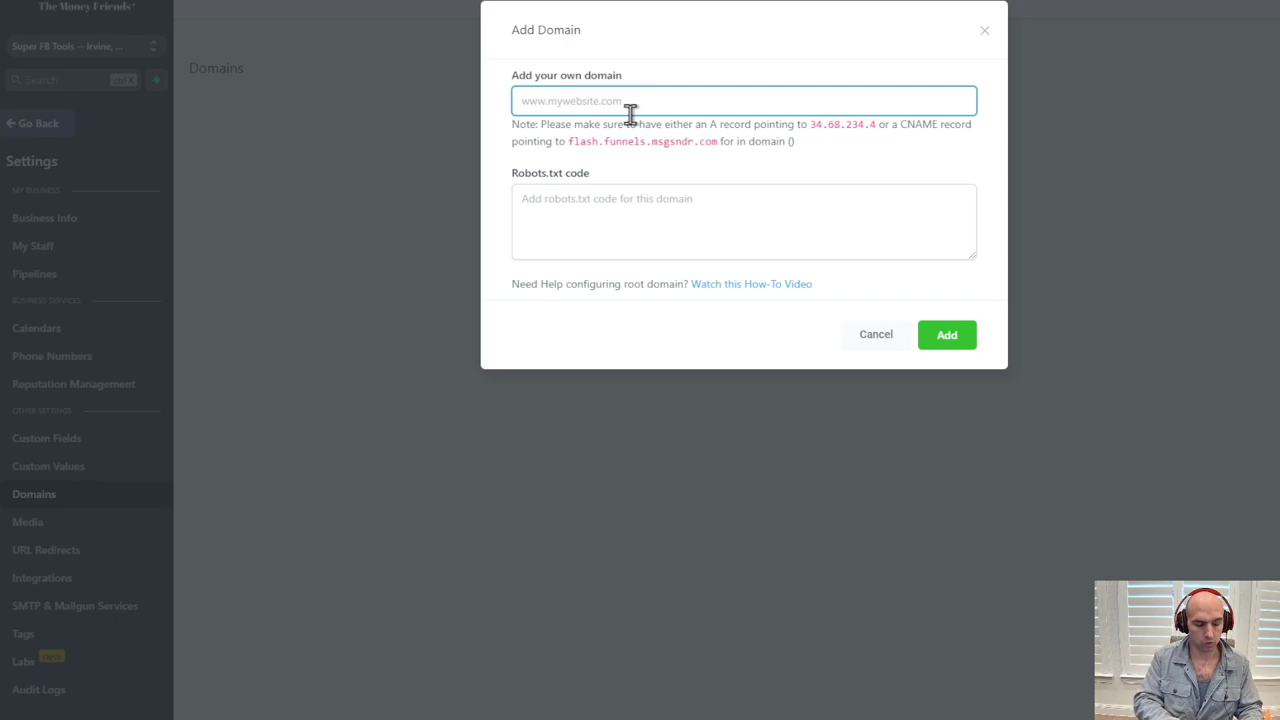 The Money Friends
Super FB Tools -- Irvine, ...
Search
ctrl K
Go Back
Settings
MY BUSINESS
Business Info
My Staff
Pipelines
BUSINESS SERVICES
Calendars
Phone Numbers
Reputation Management
OTHER SETTINGS
Custom Fields
Custom Values
Domains
Media
URL Redirects
Integrations
SMTP & Mailgun Services
Tags
Labs
Audit Logs
Domains
Add Domain
Add your own domain
www.mywebsite.com
Note: Please make sure to have either an A record pointing to 34.68.234.4 or a CNAME record
pointing to flash.funnels.msgsndr.com for in domain ()
Robots.txt code
Add robots.txt code for this domain
Need Help configuring root domain? Watch this How-To Video
Cancel
Add